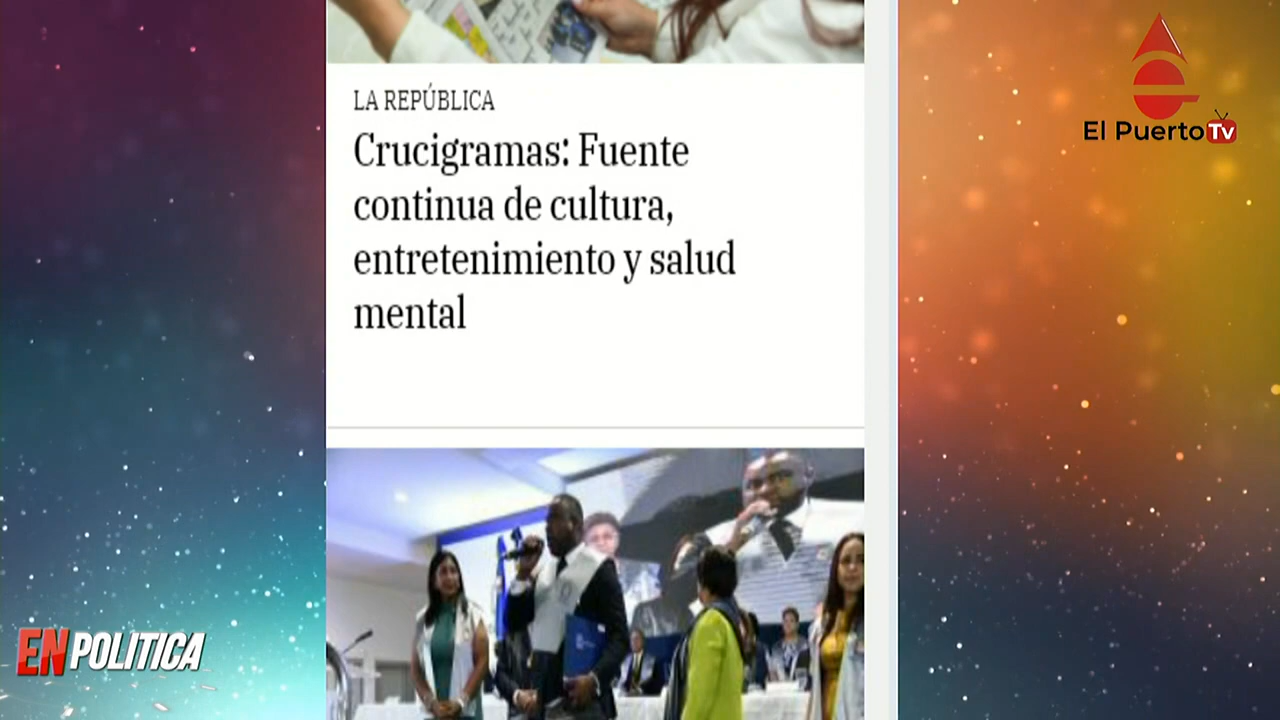 LA REPÚBLICA
Crucigramas: Fuente
continua de cultura,
entretenimiento y salud
mental
El Puerto Tv
EN POLITICA